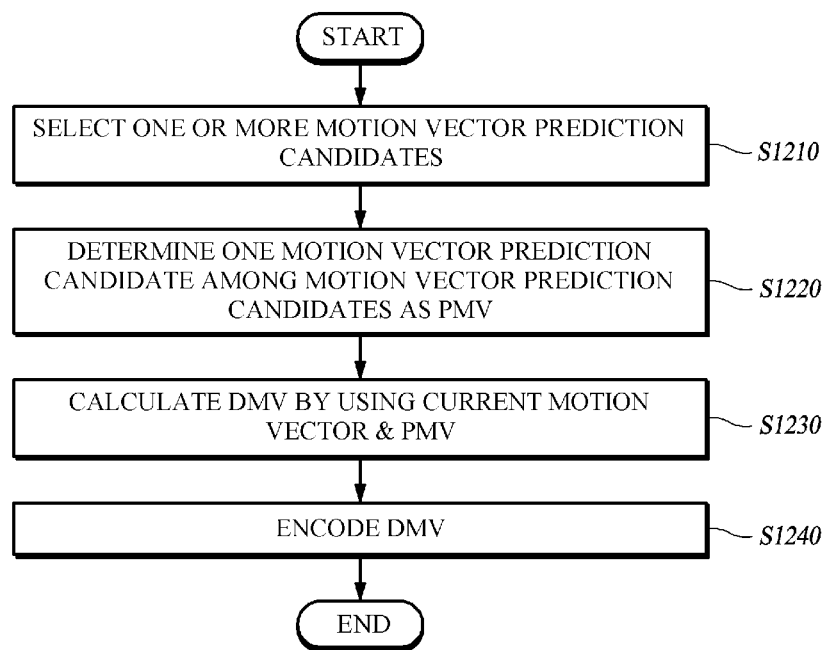 START
SELECT ONE OR MORE MOTION VECTOR PREDICTION
CANDIDATES
S1210
DETERMINE ONE MOTION VECTOR PREDICTION
CANDIDATE AMONG MOTION VECTOR PREDICTION
CANDIDATES AS PMV
S1220
CALCULATE DMV BY USING CURRENT MOTION
VECTOR & PMV
S1230
ENCODE DMV
S1240
END